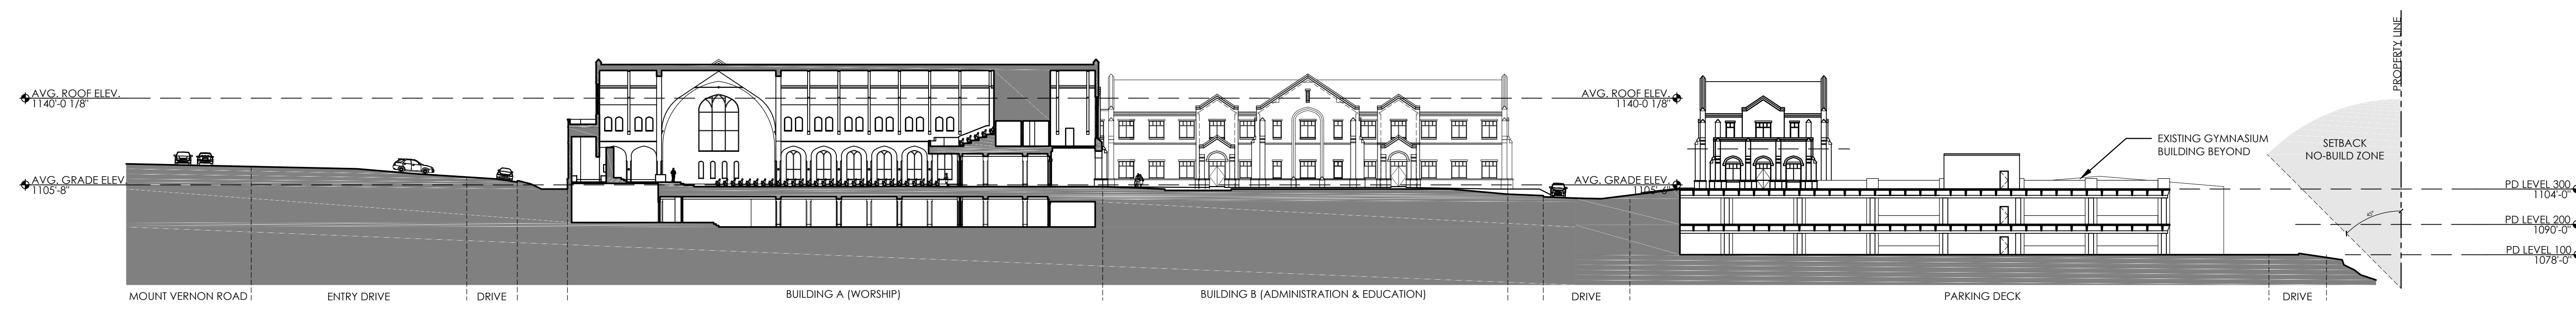 PROPERTY LINE
AVG. ROOF ELEV.
1140'-0 1/8"
AVG. ROOF ELEV.
1140'-0 1/8"
EXISTING GYMNASIUM
BUILDING BEYOND
SETBACK
NO-BUILD ZONE
AVG. GRADE ELEV.
1105'-8"
AVG. GRADE ELEV.
1105'-8"
PD LEVEL 300
1104'-0"
45°
PD LEVEL 200
1090'-0"
PD LEVEL 100
1078'-0"
MOUNT VERNON ROAD
ENTRY DRIVE
DRIVE
BUILDING A (WORSHIP)
BUILDING B (ADMINISTRATION & EDUCATION)
DRIVE
PARKING DECK
DRIVE